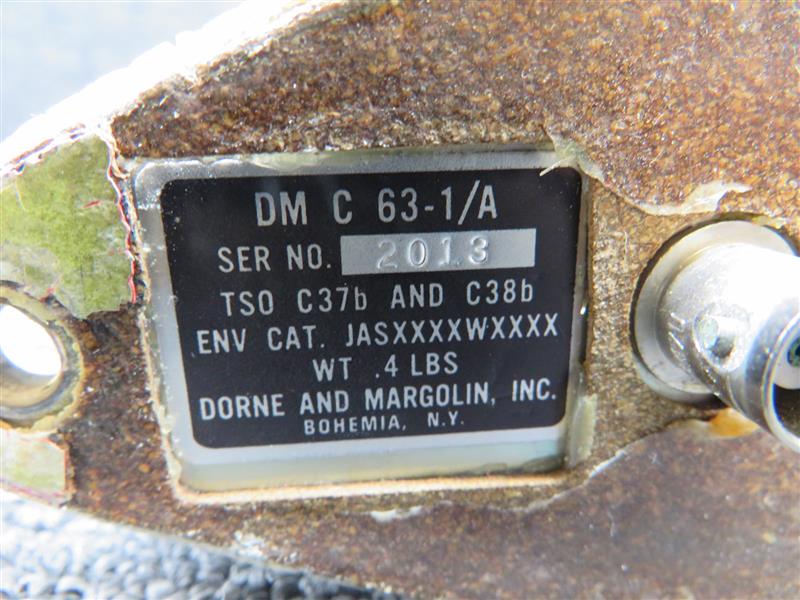 DM C 63-1/A
SER NO. 2013
TSO C37b AND C38b
ENV CAT. JASXXXXWXXXX
WT .4 LBS
DORNE AND MARGOLIN, INC.
BOHEMIA, N.Y.